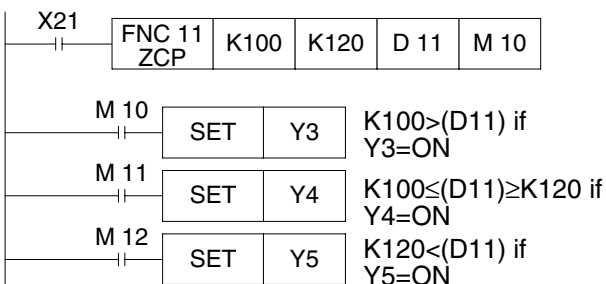 X21
FNC 11
ZCP
K100
K120
D 11
M 10
M 10
SET
Y3
K100>(D11) if
Y3=ON
M 11
SET
Y4
K100≤(D11)≥K120 if
Y4=ON
M 12
SET
Y5
K120<(D11) if
Y5=ON